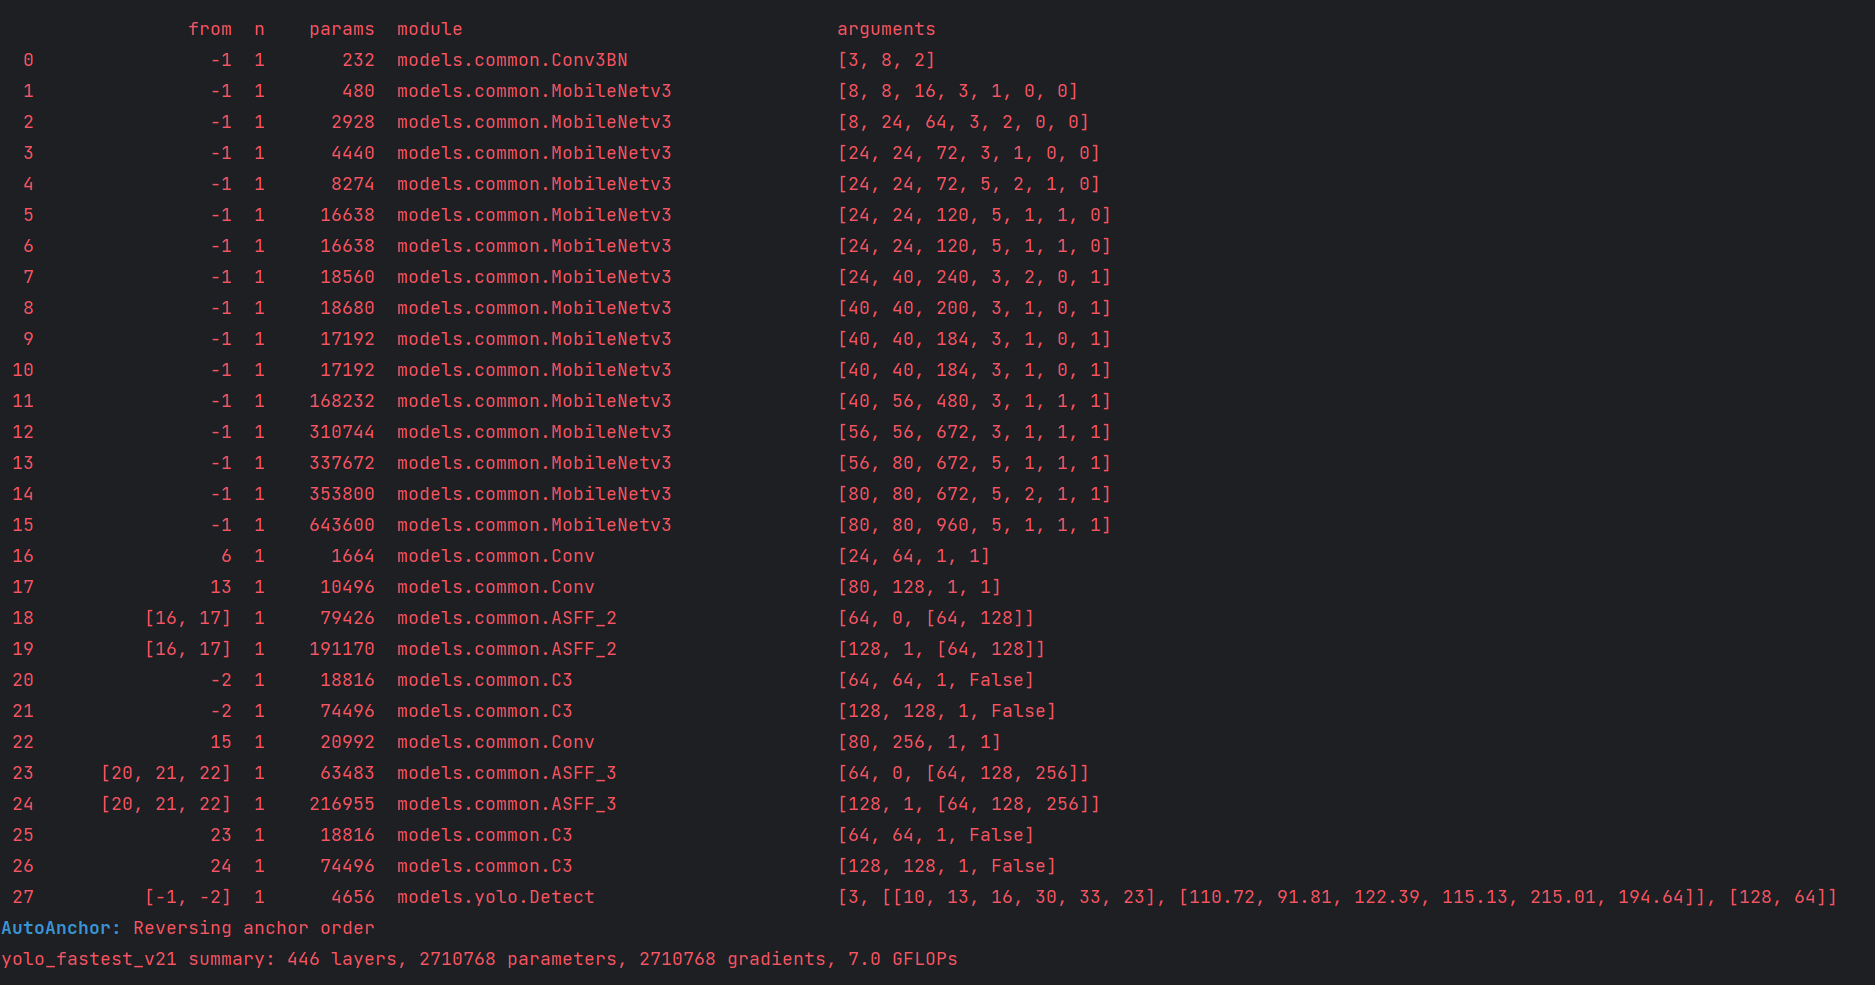 from n params module arguments
0 -1 1 232 models.common.Conv3BN [3, 8, 2]
1 -1 1 480 models.common.MobileNetv3 [8, 8, 16, 3, 1, 0, 0]
2 -1 1 2928 models.common.MobileNetv3 [8, 24, 64, 3, 2, 0, 0]
3 -1 1 4440 models.common.MobileNetv3 [24, 24, 72, 3, 1, 0, 0]
4 -1 1 8274 models.common.MobileNetv3 [24, 24, 72, 5, 2, 1, 0]
5 -1 1 16638 models.common.MobileNetv3 [24, 24, 120, 5, 1, 1, 0]
6 -1 1 16638 models.common.MobileNetv3 [24, 24, 120, 5, 1, 1, 0]
7 -1 1 18560 models.common.MobileNetv3 [24, 40, 240, 3, 2, 0, 1]
8 -1 1 18680 models.common.MobileNetv3 [40, 40, 200, 3, 1, 0, 1]
9 -1 1 17192 models.common.MobileNetv3 [40, 40, 184, 3, 1, 0, 1]
10 -1 1 17192 models.common.MobileNetv3 [40, 40, 184, 3, 1, 0, 1]
11 -1 1 168232 models.common.MobileNetv3 [40, 56, 480, 3, 1, 1, 1]
12 -1 1 310744 models.common.MobileNetv3 [56, 56, 672, 3, 1, 1, 1]
13 -1 1 337672 models.common.MobileNetv3 [56, 80, 672, 5, 1, 1, 1]
14 -1 1 353800 models.common.MobileNetv3 [80, 80, 672, 5, 2, 1, 1]
15 -1 1 643600 models.common.MobileNetv3 [80, 80, 960, 5, 1, 1, 1]
16 6 1 1664 models.common.Conv [24, 64, 1, 1]
17 13 1 10496 models.common.Conv [80, 128, 1, 1]
18 [16, 17] 1 79426 models.common.ASFF_2 [64, 0, [64, 128]]
19 [16, 17] 1 191170 models.common.ASFF_2 [128, 1, [64, 128]]
20 -2 1 18816 models.common.C3 [64, 64, 1, False]
21 -2 1 74496 models.common.C3 [128, 128, 1, False]
22 15 1 20992 models.common.Conv [80, 256, 1, 1]
23 [20, 21, 22] 1 63483 models.common.ASFF_3 [64, 0, [64, 128, 256]]
24 [20, 21, 22] 1 216955 models.common.ASFF_3 [128, 1, [64, 128, 256]]
25 23 1 18816 models.common.C3 [64, 64, 1, False]
26 24 1 74496 models.common.C3 [128, 128, 1, False]
27 [-1, -2] 1 4656 models.yolo.Detect [3, [[10, 13, 16, 30, 33, 23], [110.72, 91.81, 122.39, 115.13, 215.01, 194.64]], [128, 64]]
AutoAnchor: Reversing anchor order
yolo_fastest_v21 summary: 446 layers, 2710768 parameters, 2710768 gradients, 7.0 GFLOPs